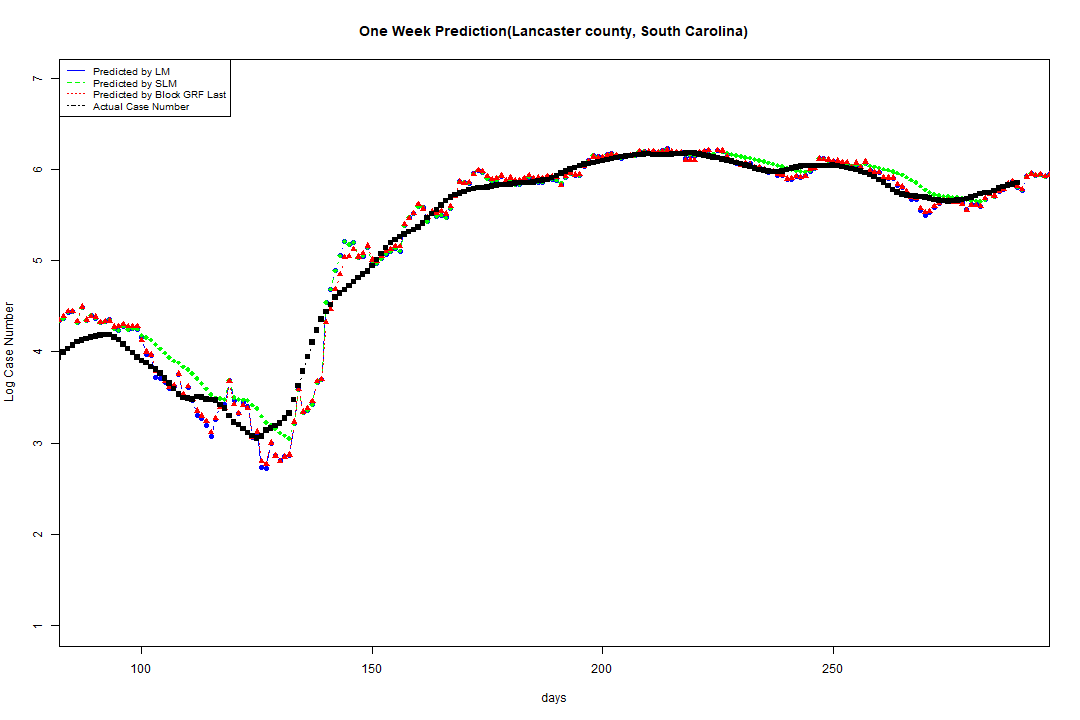 One Week Prediction(Lancaster county, South Carolina)
Predicted by LM
Predicted by SLM
Predicted by Block GRF Last
Actual Case Number
Log Case Number
7
6
5
4
3
2
1
100 150 200 250
days